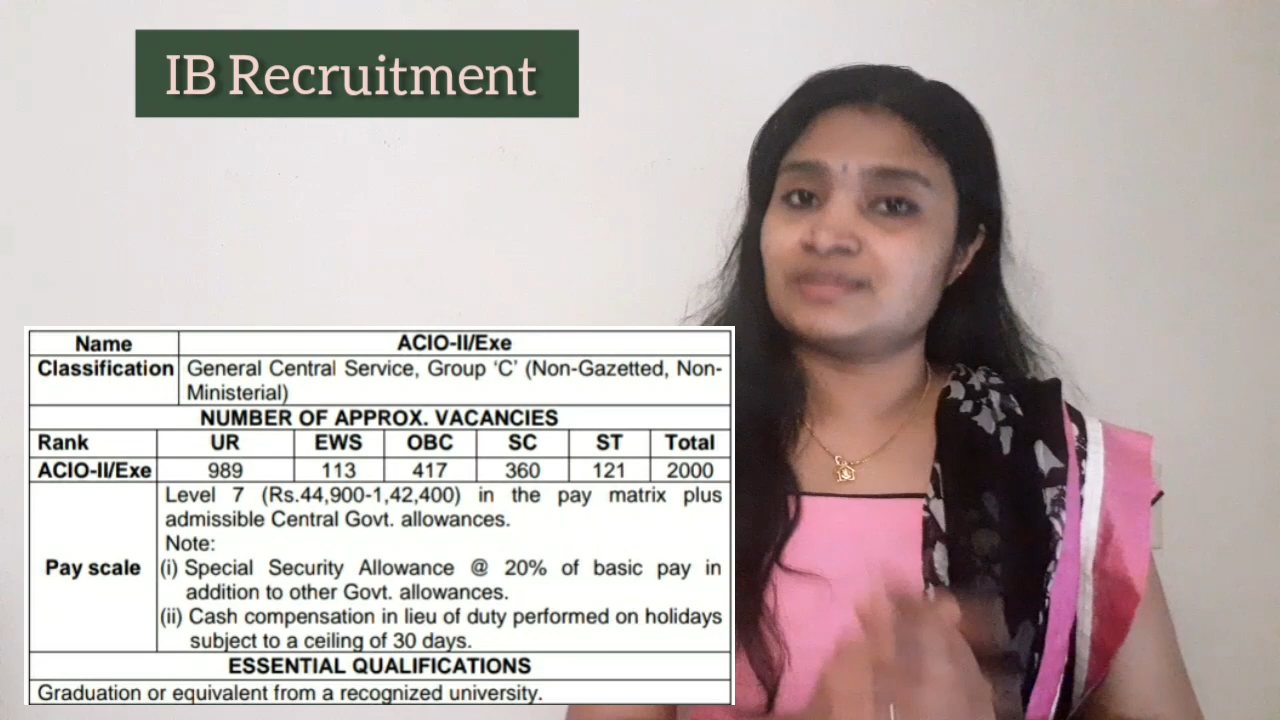 IB Recruitment
Name ACIO-II/Exe
Classification General Central Service, Group ‘C’ (Non-Gazetted, Non-
Ministerial)
NUMBER OF APPROX. VACANCIES
Rank UR EWS OBC SC ST Total
ACIO-II/Exe 989 113 417 360 121 2000
Pay scale
Level 7 (Rs.44,900-1,42,400) in the pay matrix plus
admissible Central Govt. allowances.
Note:
(i) Special Security Allowance @ 20% of basic pay in
addition to other Govt. allowances.
(ii) Cash compensation in lieu of duty performed on holidays
subject to a ceiling of 30 days.
ESSENTIAL QUALIFICATIONS
Graduation or equivalent from a recognized university.